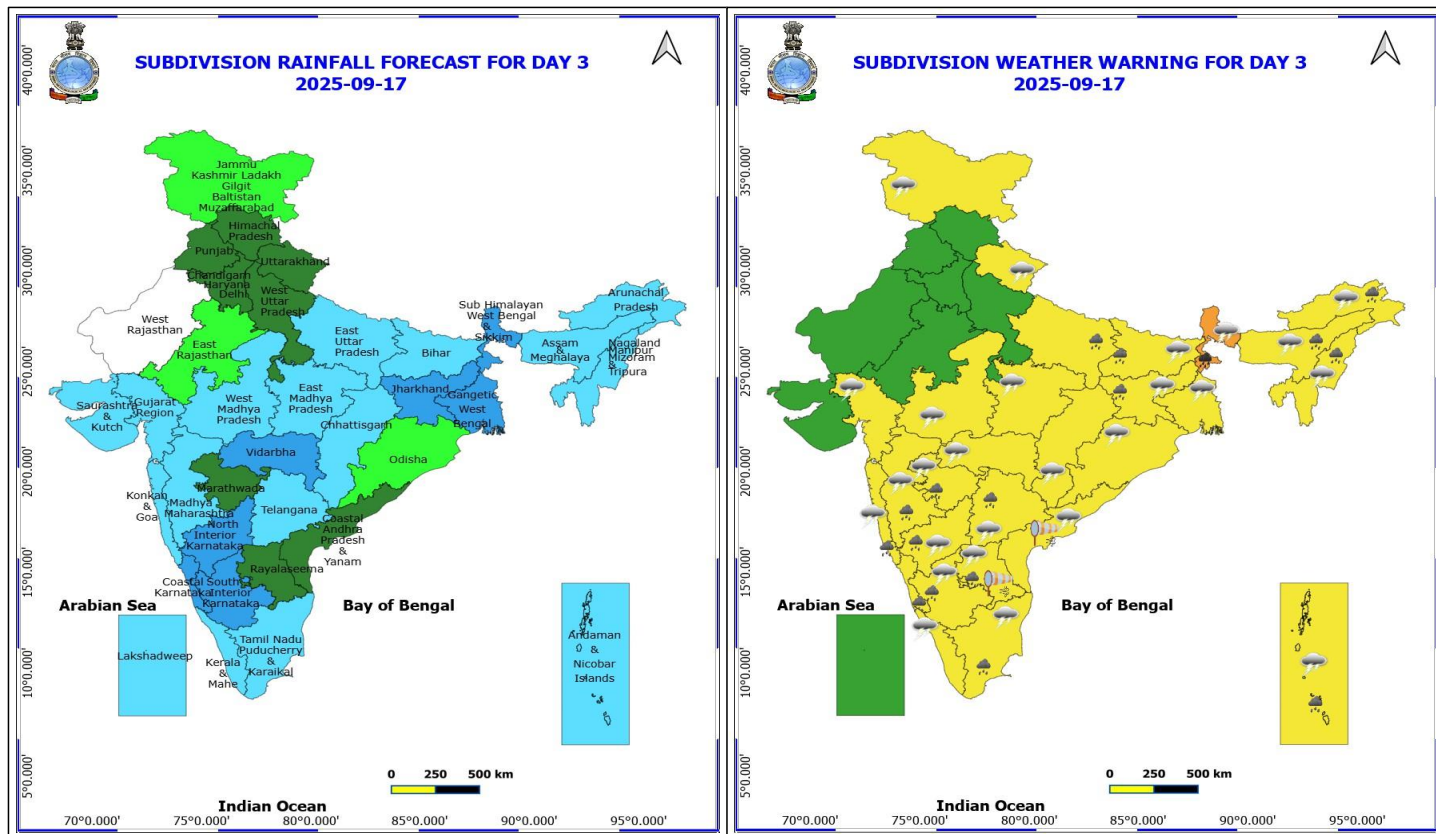 SUBDIVISION RAINFALL FORECAST FOR DAY 3
2025-09-17
40°0.000'
35°0.000'
30°0.000'
25°0.000'
20°0.000'
15°0.000'
10°0.000'
5°0.000'
Jammu
Kashmir Ladakh
Gilgit
Baltistan
Muzaffarabad
Himachal
Pradesh
Punjab
Uttarakhand
Chandigarh
Haryana
Delhi
West
Uttar
Pradesh
West
Rajasthan
East
Rajasthan
East
Uttar
Pradesh
Bihar
Sub Himalayan
West Bengal
&
Sikkim
Arunachal
Pradesh
Assam
&
Meghalaya
Nagaland
Manipur
Mizoram
&
Tripura
Jharkhand
Gangetic
West
Bengal
Saurashtra
&
Kutch
Gujarat
Region
West
Madhya
Pradesh
East
Madhya
Pradesh
Chhattisgarh
Vidarbha
Odisha
Marathwada
Konkan
&
Goa
Madhya
Maharashtra
Telangana
North
Interior
Karnataka
Coastal
Andhra
Pradesh
&
Yanam
Rayalaseema
Coastal
Karnataka
South
Interior
Karnataka
Arabian Sea
Bay of Bengal
Lakshadweep
Kerala
&
Mahe
Tamil Nadu
Puducherry
&
Karaikal
Andaman
&
Nicobar
Islands
0 250 500 km
Indian Ocean
70°0.000' 75°0.000' 80°0.000' 85°0.000' 90°0.000' 95°0.000'
SUBDIVISION WEATHER WARNING FOR DAY 3
2025-09-17
40°0.000'
35°0.000'
30°0.000'
25°0.000'
20°0.000'
15°0.000'
10°0.000'
5°0.000'
Arabian Sea
Bay of Bengal
0 250 500 km
Indian Ocean
70°0.000' 75°0.000' 80°0.000' 85°0.000' 90°0.000' 95°0.000'